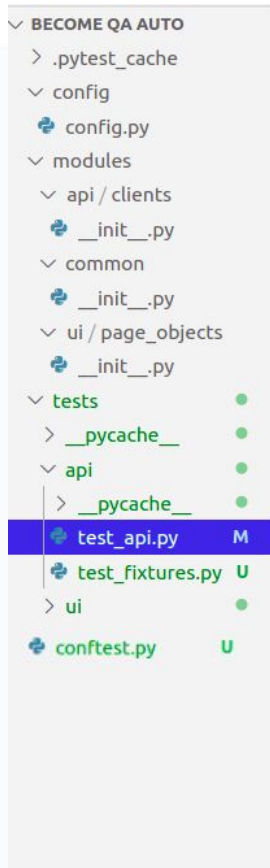 BECOME QA AUTO
.pytest_cache
config
config.py
modules
api / clients
__init__.py
common
__init__.py
ui / page_objects
__init__.py
tests
__pycache__
api
__pycache__
test_api.py M
test_fixtures.py U
ui
conftest.py U